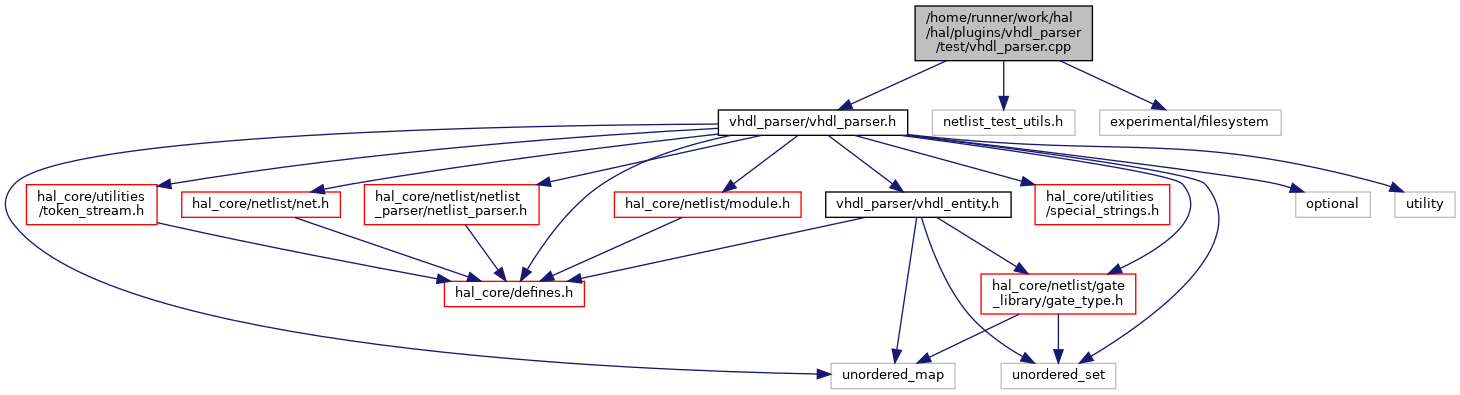 /home/runner/work/hal
/hal/plugins/vhdl_parser
/test/vhdl_parser.cpp
vhdl_parser/vhdl_parser.h
netlist_test_utils.h
experimental/filesystem
hal_core/utilities
/token_stream.h
hal_core/netlist/net.h
hal_core/netlist/netlist
_parser/netlist_parser.h
hal_core/netlist/module.h
vhdl_parser/vhdl_entity.h
hal_core/utilities
/special_strings.h
optional
utility
hal_core/defines.h
hal_core/netlist/gate
_library/gate_type.h
unordered_map
unordered_set